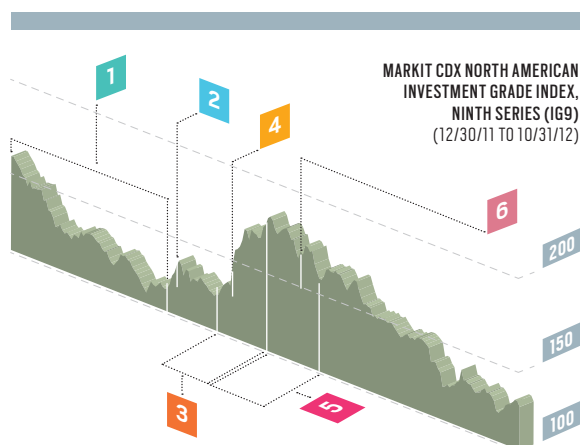 1
2
4
MARKIT CDX NORTH AMERICAN
INVESTMENT GRADE INDEX,
NINTH SERIES (IG9)
(12/30/11 TO 10/31/12)
6
200
150
100
3
5